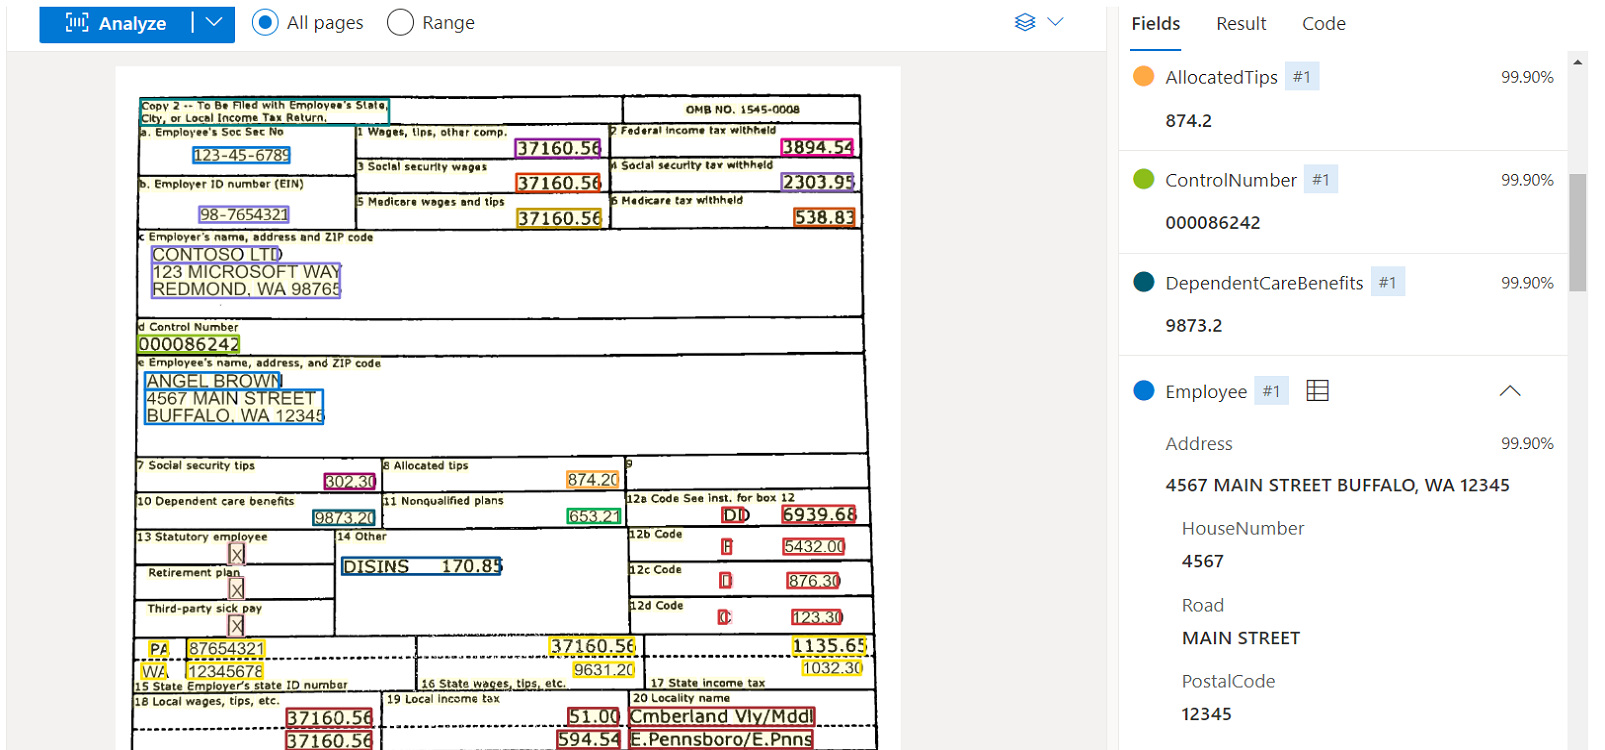 Analyze
All pages
Range
Fields
Result
Code
AllocatedTips #1 99.90%
874.2
ControlNumber #1 99.90%
000086242
DependentCareBenefits #1 99.90%
9873.2
Employee #1
Address 99.90%
4567 MAIN STREET BUFFALO, WA 12345
HouseNumber
4567
Road
MAIN STREET
PostalCode
12345
Copy 2 -- To Be Filed with Employee's State,
City, or Local Income Tax Return.
OMB NO. 1545-0008
a. Employee's Soc Sec No
123-45-6789
1 Wages, tips, other comp.
37160.56
2 Federal income tax withheld
3894.54
3 Social security wages
37160.56
4 Social security tax withheld
2303.95
b. Employer ID number (EIN)
98-7654321
5 Medicare wages and tips
37160.56
6 Medicare tax withheld
538.83
c Employer's name, address and ZIP code
CONTOSO LTD
123 MICROSOFT WAY
REDMOND, WA 98765
d Control Number
000086242
e Employee's name, address, and ZIP code
ANGEL BROWN
4567 MAIN STREET
BUFFALO, WA 12345
7 Social security tips
302.30
8 Allocated tips
874.20
9
10 Dependent care benefits
9873.20
11 Nonqualified plans
653.21
12a Code See inst. for box 12
DD 6939.68
13 Statutory employee
X
14 Other
DISINS 170.85
12b Code
F 5432.00
Retirement plan
X
12c Code
D 876.30
Third-party sick pay
X
12d Code
C 123.30
PA 87654321 37160.56 1135.65
WA 12345678 9631.20 1032.30
15 State Employer's state ID number
16 State wages, tips, etc.
17 State income tax
18 Local wages, tips, etc.
19 Local income tax
20 Locality name
37160.56 51.00 Cmberland Vly/Mddl
37160.56 594.54 E.Pennsboro/E.Pnns